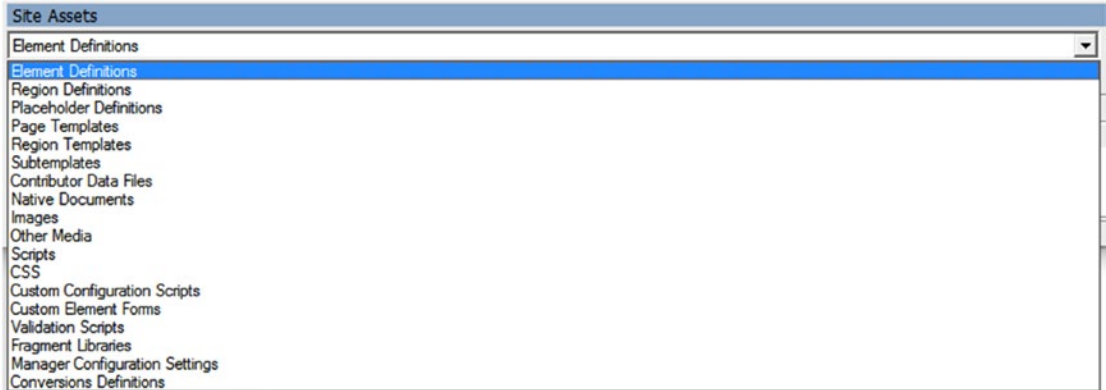 Site Assets
Element Definitions
Element Definitions
Region Definitions
Placeholder Definitions
Page Templates
Region Templates
Subtemplates
Contributor Data Files
Native Documents
Images
Other Media
Scripts
CSS
Custom Configuration Scripts
Custom Element Forms
Validation Scripts
Fragment Libraries
Manager Configuration Settings
Conversions Definitions